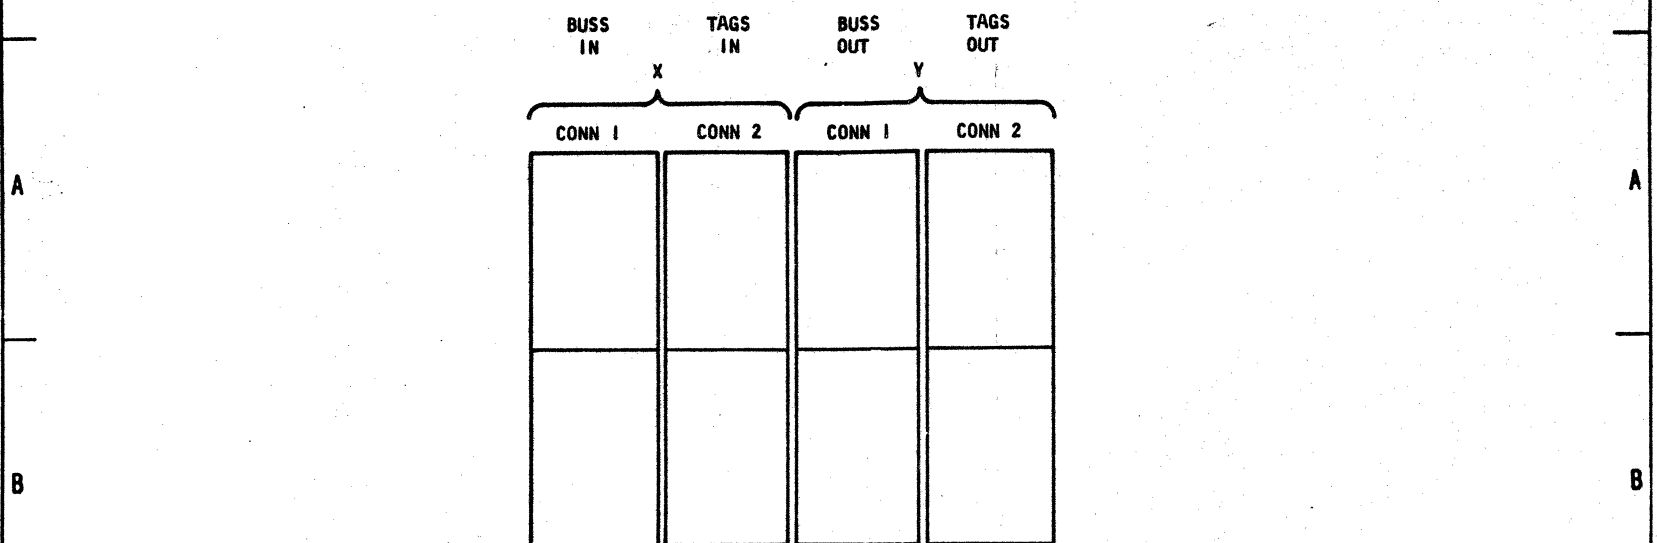 BUSS TAGS BUSS TAGS
IN IN OUT OUT
X Y
CONN 1 CONN 2 CONN 1 CONN 2
A A
B B